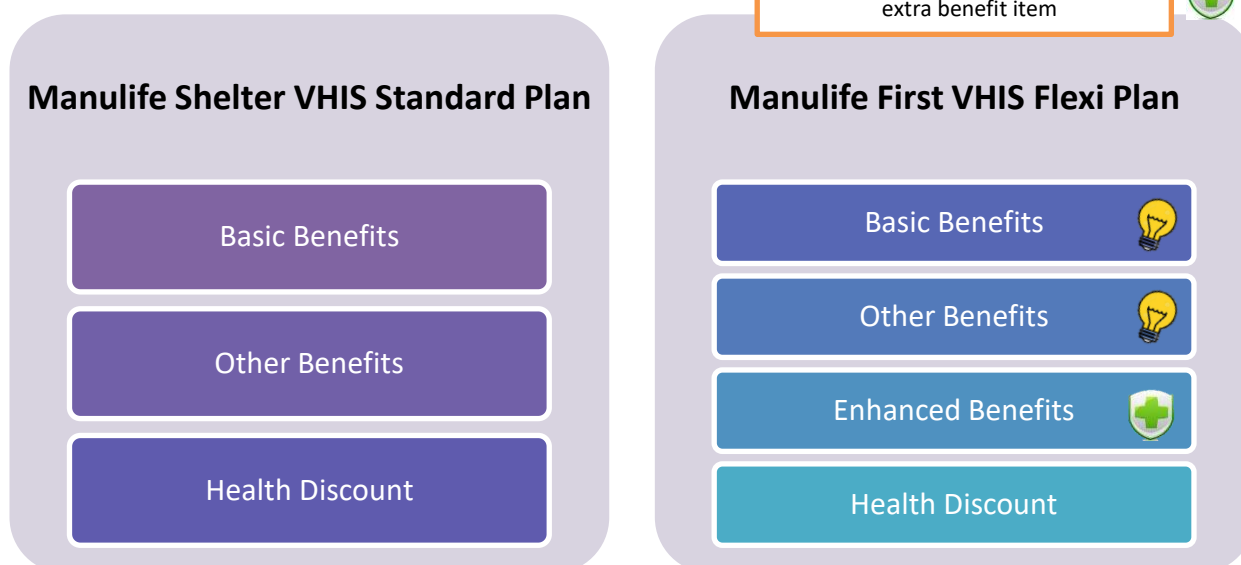 extra benefit item
Manulife Shelter VHIS Standard Plan
Basic Benefits
Other Benefits
Health Discount
Manulife First VHIS Flexi Plan
Basic Benefits
Other Benefits
Enhanced Benefits
Health Discount